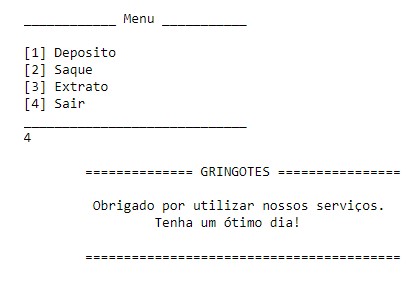 ____________ Menu ___________
[1] Deposito
[2] Saque
[3] Extrato
[4] Sair
_____________________________
4
============== GRINGOTES ================
Obrigado por utilizar nossos serviços.
Tenha um ótimo dia!
=========================================